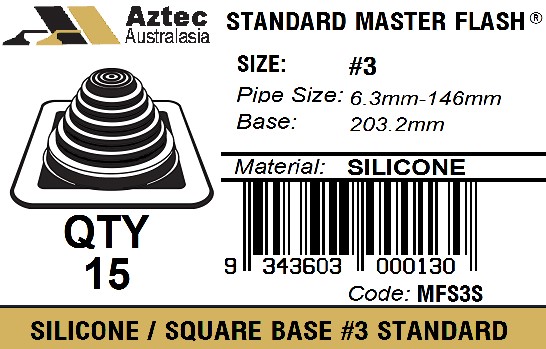 Aztec
Australasia
STANDARD MASTER FLASH®
SIZE: #3
Pipe Size: 6.3mm-146mm
Base: 203.2mm
Material: SILICONE
QTY
15
9 343603 000130
Code: MFS3S
SILICONE / SQUARE BASE #3 STANDARD